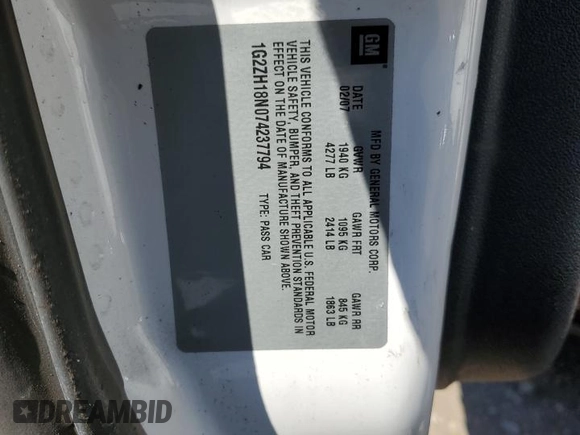 GM
MFD BY GENERAL MOTORS CORP.
DATE GVWR GAWR FRT GAWR RR
02/07 1940 KG 1095 KG 845 KG
4277 LB 2414 LB 1863 LB
THIS VEHICLE CONFORMS TO ALL APPLICABLE U.S. FEDERAL MOTOR
VEHICLE SAFETY, BUMPER, AND THEFT PREVENTION STANDARDS IN
EFFECT ON THE DATE OF MANUFACTURE SHOWN ABOVE.
1G2ZH18N074237794 TYPE: PASS CAR
DREAMBID